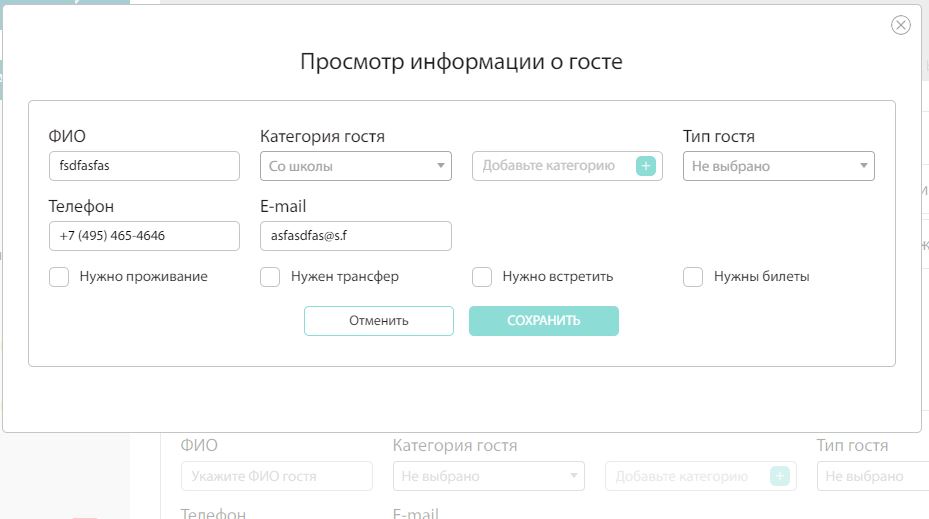 Просмотр информации о госте
ФИО Категория гостя Тип гостя
fsdfasfas Со школы Добавьте категорию + Не выбрано
Телефон E-mail
+7 (495) 465-4646 asfasdfas@s.f
Нужно проживание Нужен трансфер Нужно встретить Нужны билеты
Отменить СОХРАНИТЬ
ФИО Категория гостя Тип гостя
Укажите ФИО гостя Не выбрано Добавьте категорию + Не выбрано
Телефон E-mail